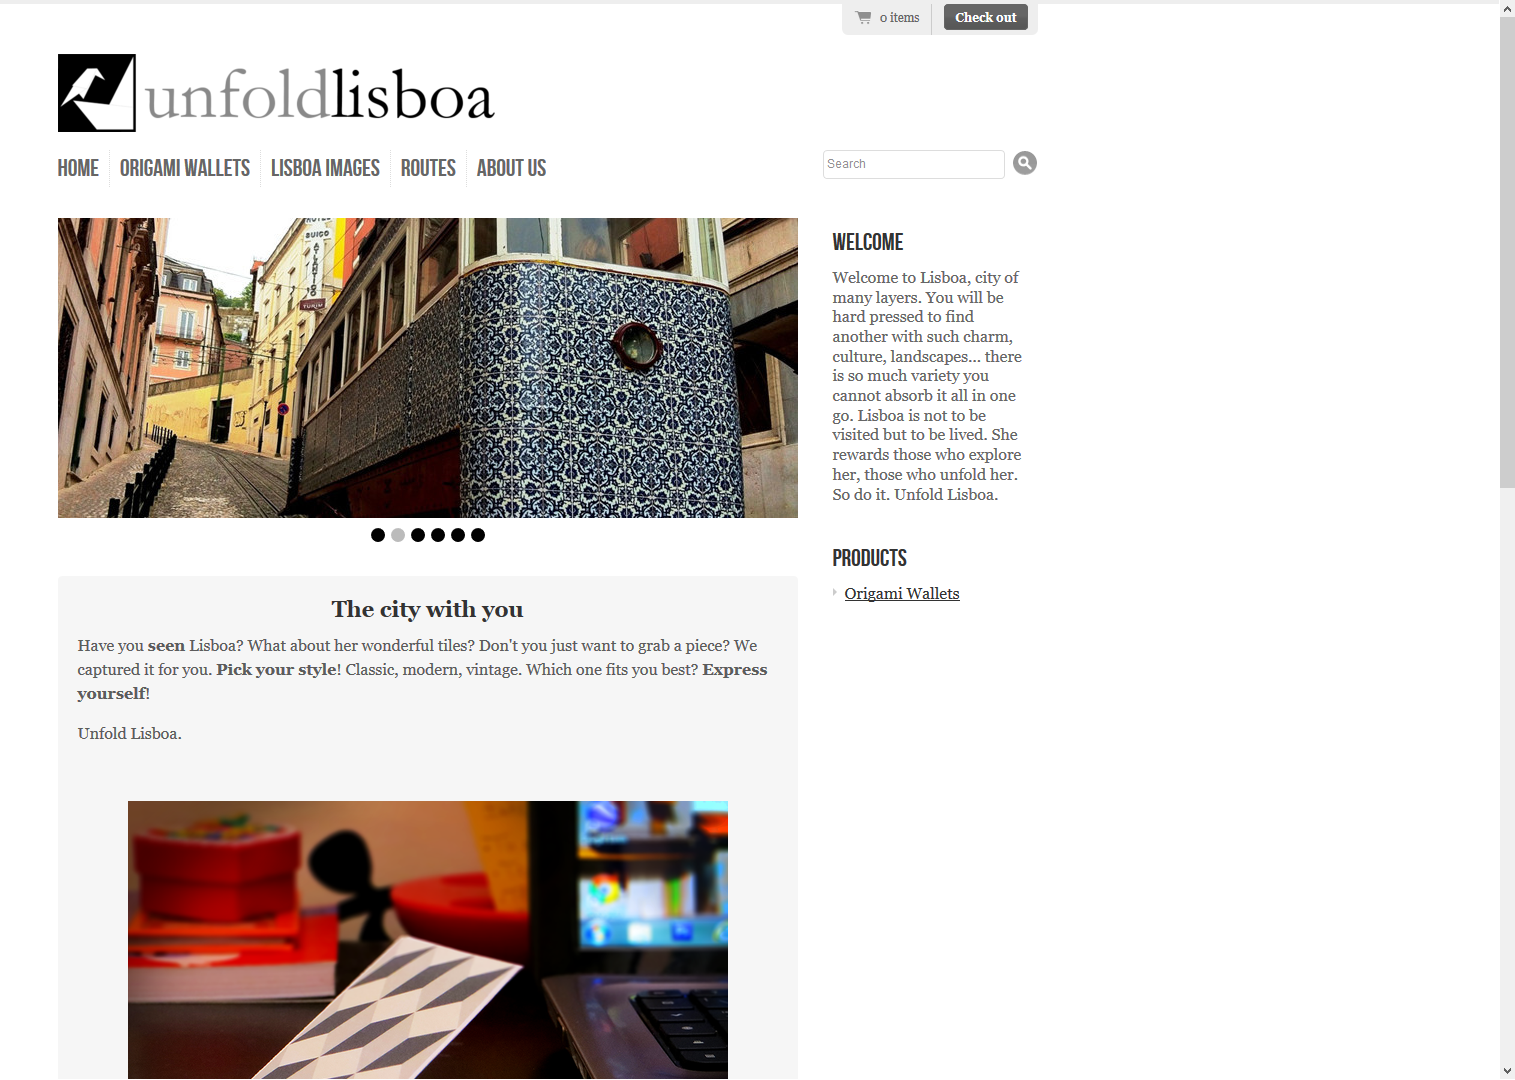 0 items
Check out
unfoldlisboa
HOME
ORIGAMI WALLETS
LISBOA IMAGES
ROUTES
ABOUT US
Search
HOTEL
SUIÇO
ATLANTICO
WELCOME
Welcome to Lisboa, city of
many layers. You will be
hard pressed to find
another with such charm,
culture, landscapes... there
is so much variety you
cannot absorb it all in one
go. Lisboa is not to be
visited but to be lived. She
rewards those who explore
her, those who unfold her.
So do it. Unfold Lisboa.
PRODUCTS
Origami Wallets
The city with you
Have you seen Lisboa? What about her wonderful tiles? Don't you just want to grab a piece? We
captured it for you. Pick your style! Classic, modern, vintage. Which one fits you best? Express
yourself!
Unfold Lisboa.